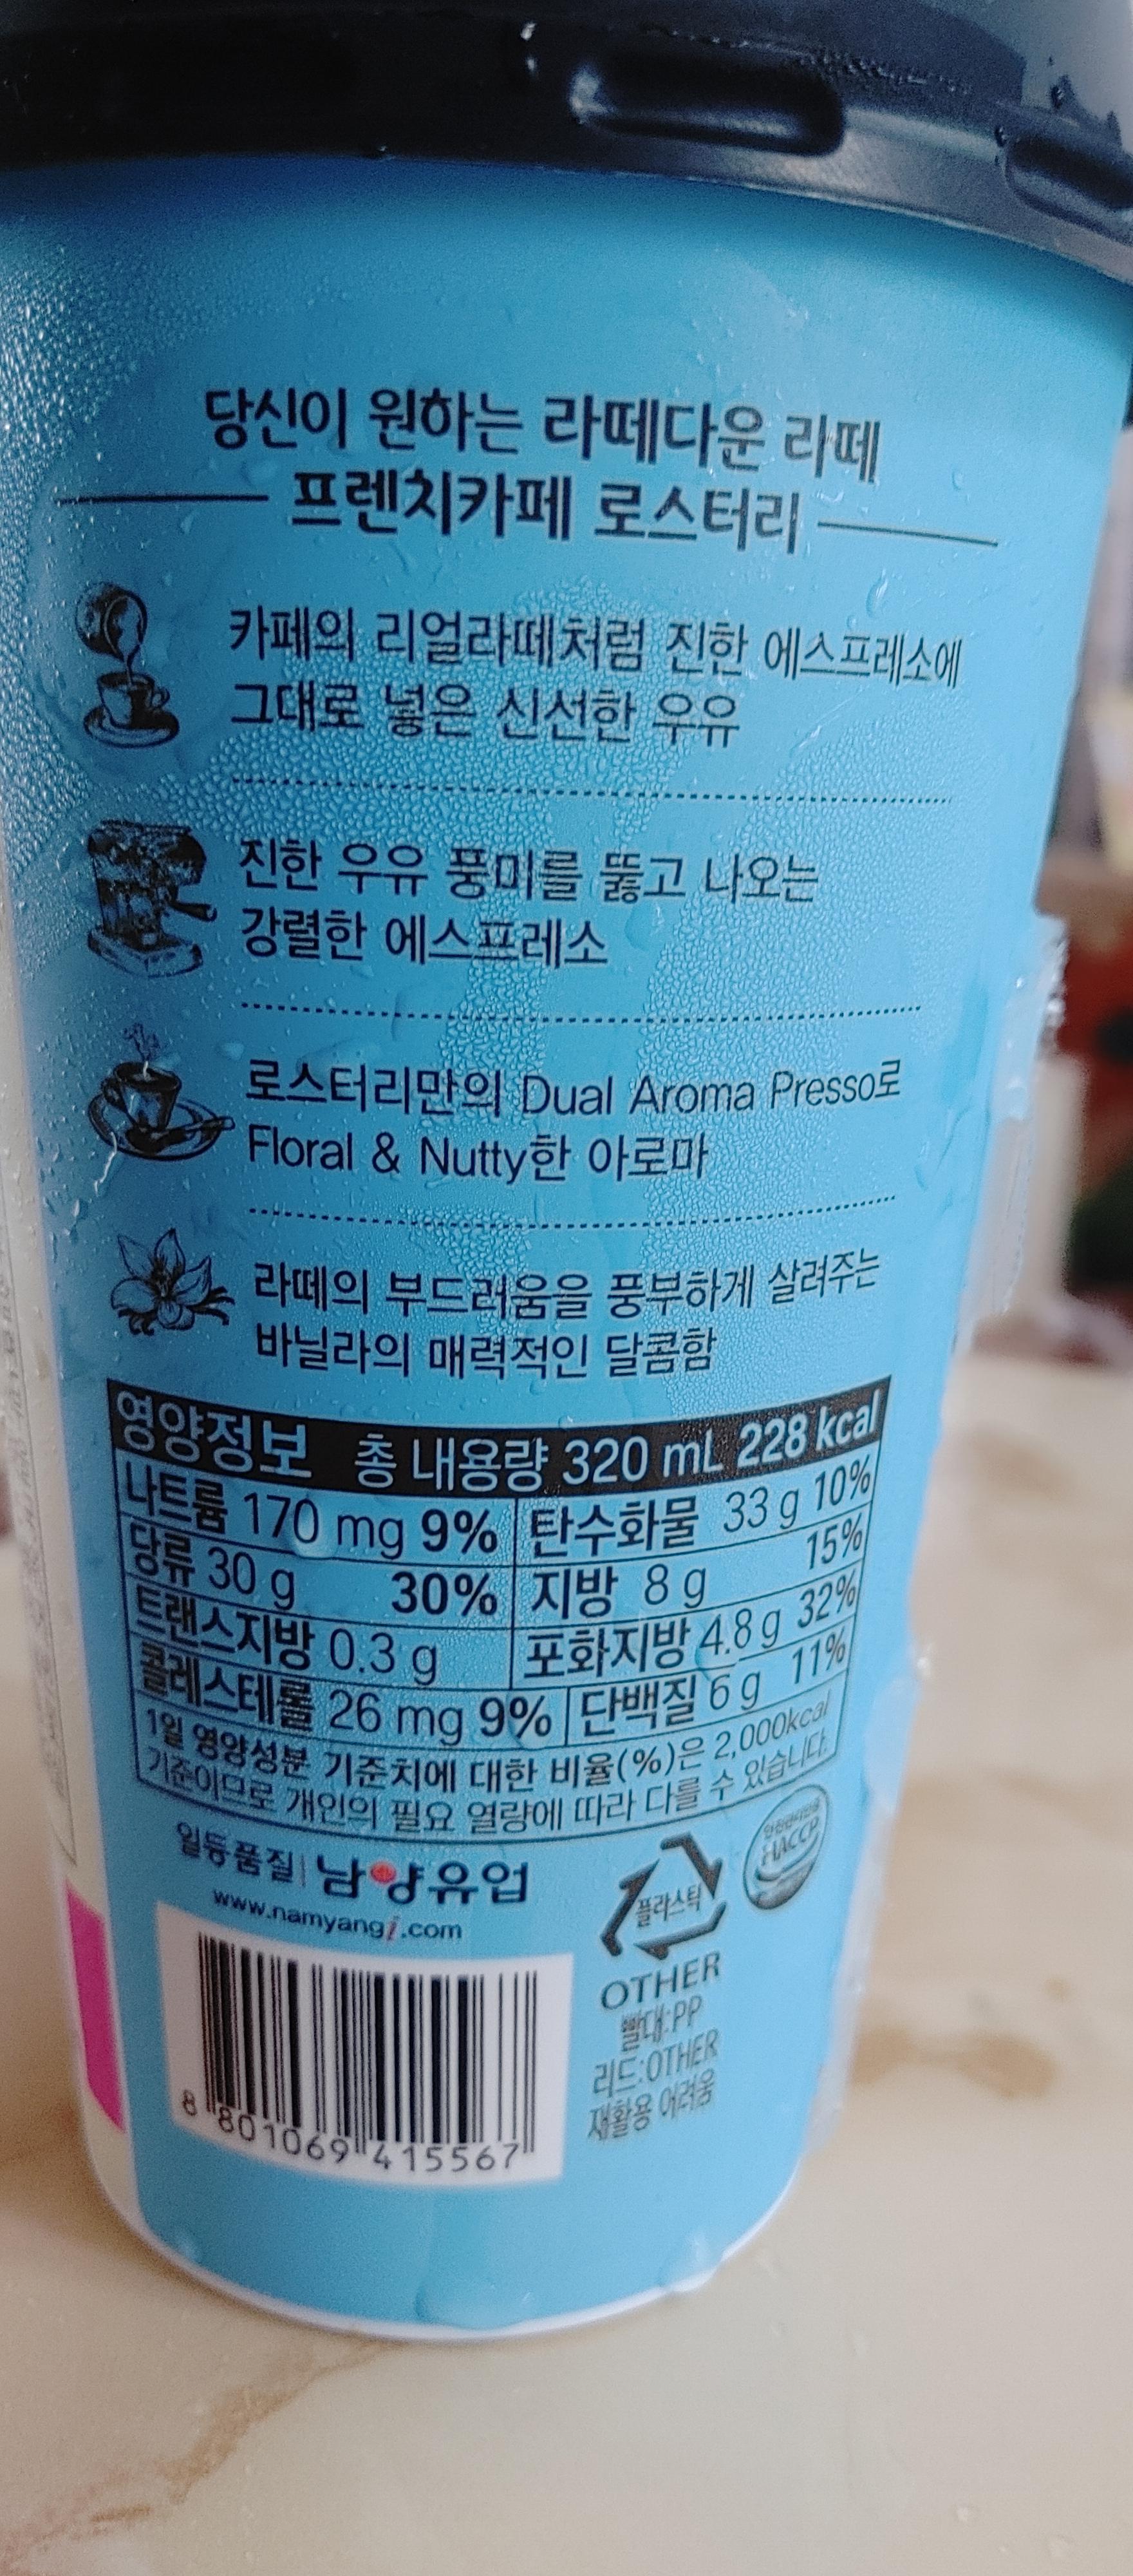 당신이 원하는 라떼다운 라떼
프렌치카페 로스터리
카페의 리얼라떼처럼 진한 에스프레소에
그대로 넣은 신선한 우유
진한 우유 풍미를 뚫고 나오는
강렬한 에스프레소
로스터리만의 Dual Aroma Presso로
Floral & Nutty한 아로마
라떼의 부드러움을 풍부하게 살려주는
바닐라의 매력적인 달콤함
영양정보 총 내용량 320 mL 228 kcal
나트륨 170 mg 9% 탄수화물 33 g 10%
당류 30 g 30% 지방 8 g 15%
트랜스지방 0.3 g 포화지방 4.8 g 32%
콜레스테롤 26 mg 9% 단백질 6 g 11%
1일 영양성분 기준치에 대한 비율(%)은 2,000kcal
기준이므로 개인의 필요 열량에 따라 다를 수 있습니다.
일등품질 남양유업
www.namyangi.com
HACCP
플라스틱
OTHER
빨대:PP
리드:OTHER
재활용 어려움
8 801069 415567